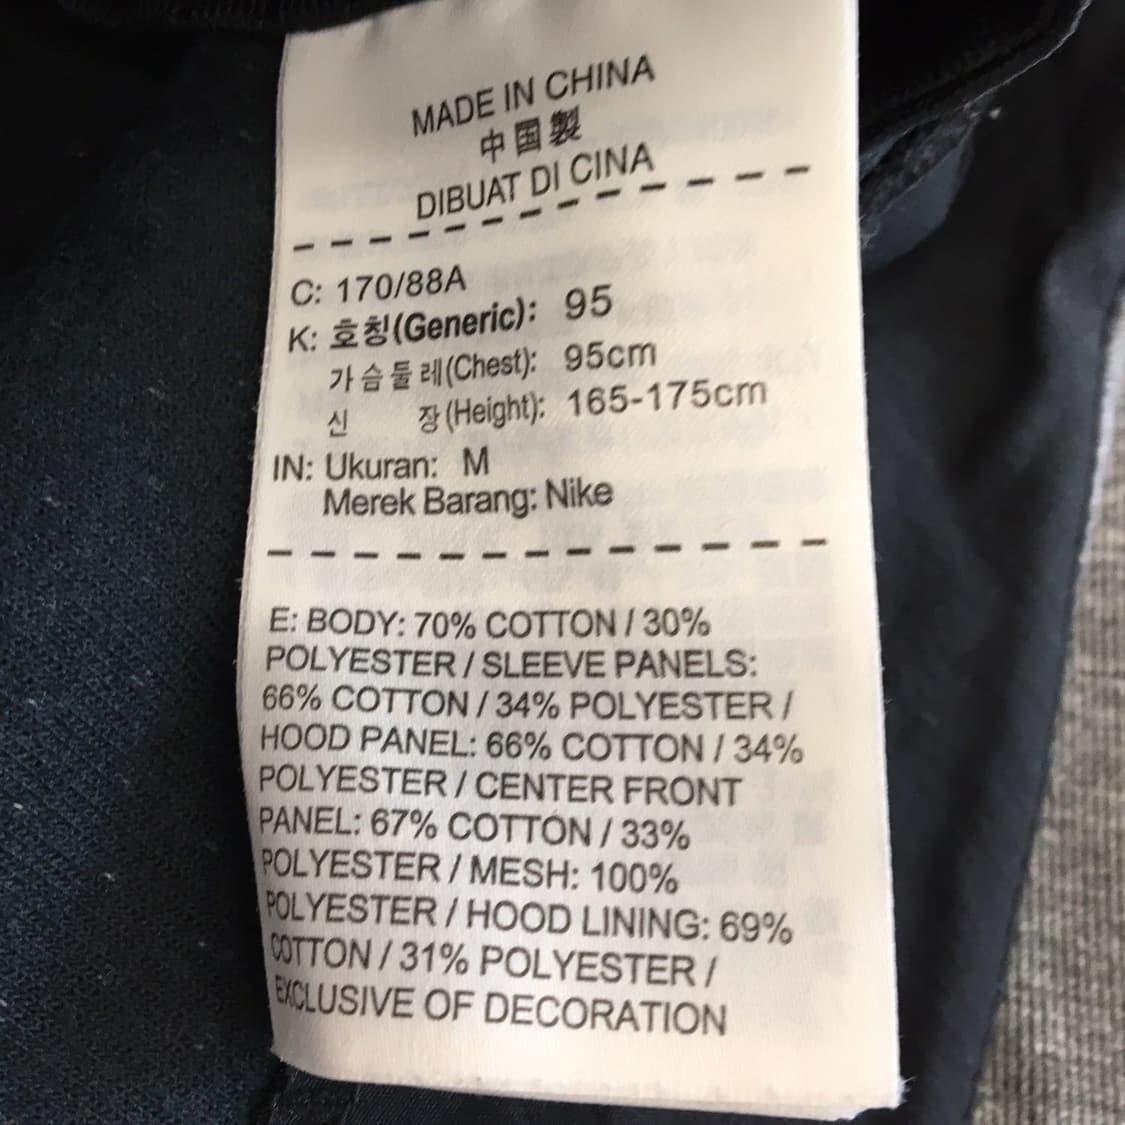 MADE IN CHINA
中国製
DIBUAT DI CINA
C: 170/88A
K: 호칭(Generic): 95
가슴둘레(Chest): 95cm
신 장(Height): 165-175cm
IN: Ukuran: M
Merek Barang: Nike
E: BODY: 70% COTTON / 30%
POLYESTER / SLEEVE PANELS:
66% COTTON / 34% POLYESTER /
HOOD PANEL: 66% COTTON / 34%
POLYESTER / CENTER FRONT
PANEL: 67% COTTON / 33%
POLYESTER / MESH: 100%
POLYESTER / HOOD LINING: 69%
COTTON / 31% POLYESTER /
EXCLUSIVE OF DECORATION